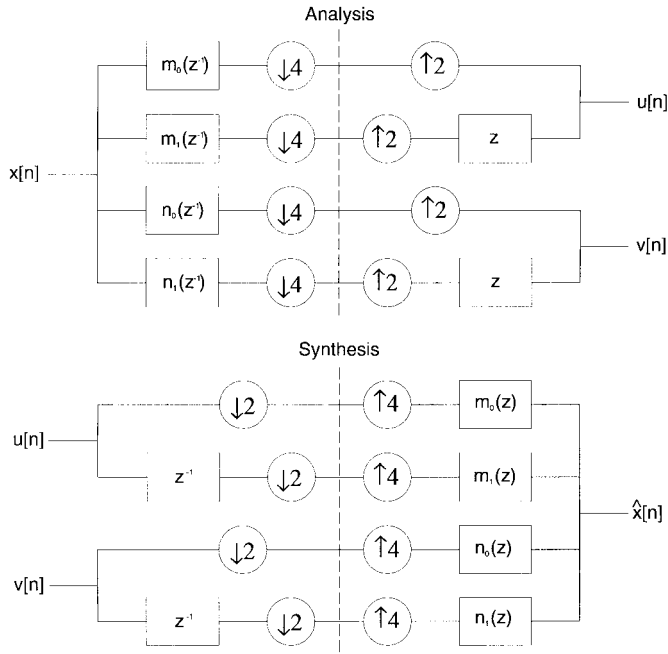 Analysis
m₀(z⁻¹) ↓4 ↑2
u[n]
m₁(z⁻¹) ↓4 ↑2 z
x[n]
n₀(z⁻¹) ↓4 ↑2
v[n]
n₁(z⁻¹) ↓4 ↑2 z
Synthesis
↓2 ↑4 m₀(z)
u[n]
z⁻¹ ↓2 ↑4 m₁(z)
x̂[n]
↓2 ↑4 n₀(z)
v[n]
z⁻¹ ↓2 ↑4 n₁(z)